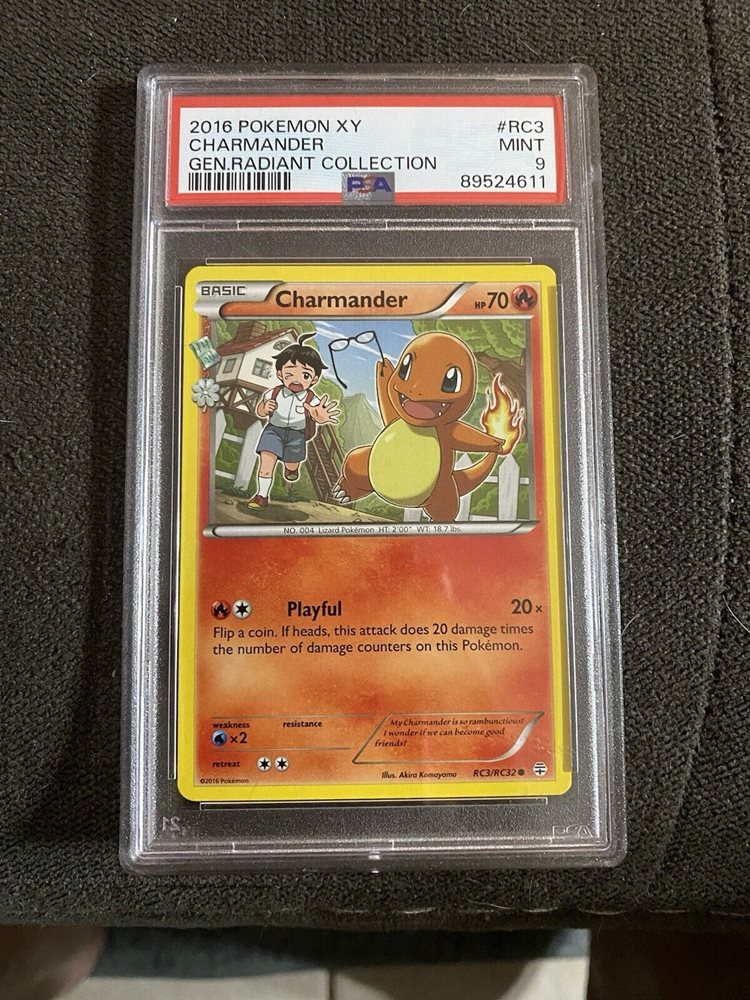 2016 POKEMON XY #RC3
CHARMANDER MINT
GEN.RADIANT COLLECTION 9
PSA 89524611
BASIC Charmander HP 70
NO. 004 Lizard Pokémon HT: 2'00" WT: 18.7 lbs.
Playful 20×
Flip a coin. If heads, this attack does 20 damage times
the number of damage counters on this Pokémon.
weakness resistance
×2
retreat
My Charmander is so rambunctious!
I wonder if we can become good
friends!
©2016 Pokémon Illus. Akira Komayama RC3/RC32
PSA